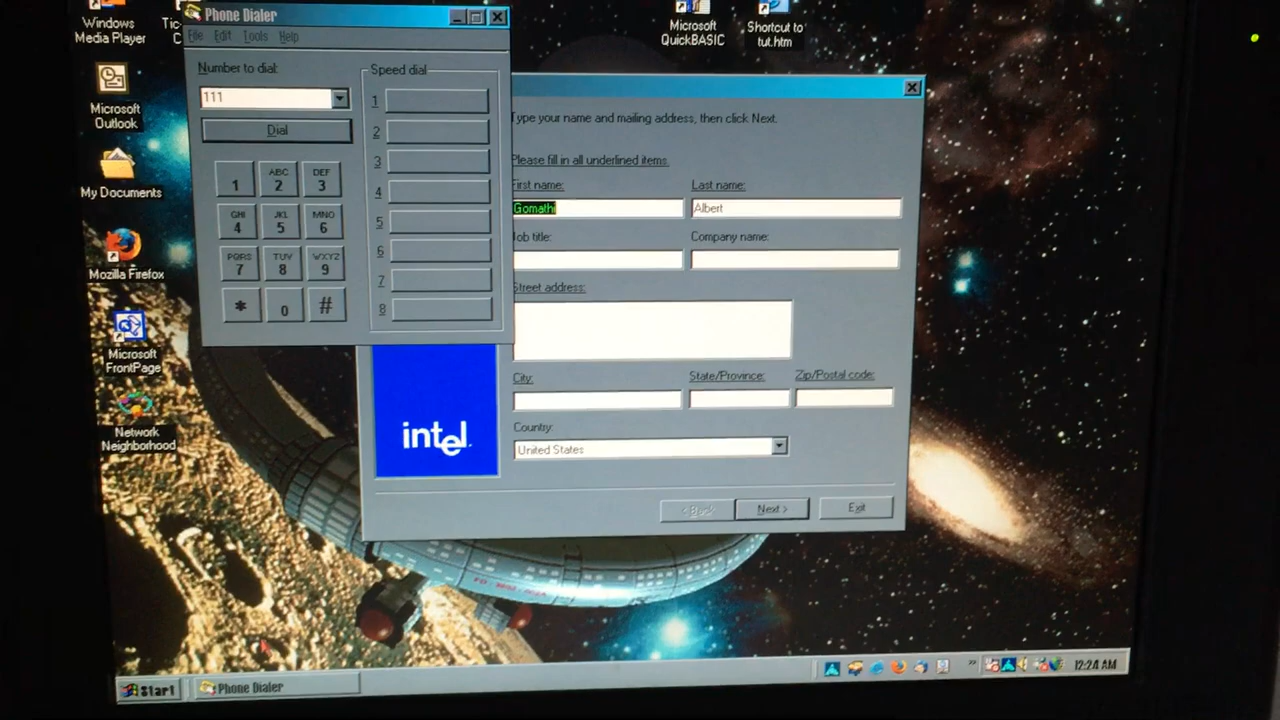 Windows
Media Player
Tic-
Microsoft
QuickBASIC
Shortcut to
tut.htm
Microsoft
Outlook
My Documents
Mozilla Firefox
Microsoft
FrontPage
Network
Neighborhood
Phone Dialer
File Edit Tools Help
Number to dial:
111
Dial
1
ABC
2
DEF
3
GHI
4
JKL
5
MNO
6
PQRS
7
TUV
8
WXYZ
9
*
0
#
Speed dial
1
2
3
4
5
6
7
8
Type your name and mailing address, then click Next.
Please fill in all underlined items.
First name: Last name:
Gomathi Albert
Job title: Company name:
Street address:
City: State/Province: Zip/Postal code:
Country:
United States
intel.
< Back Next > Exit
Start Phone Dialer » 12:24 AM